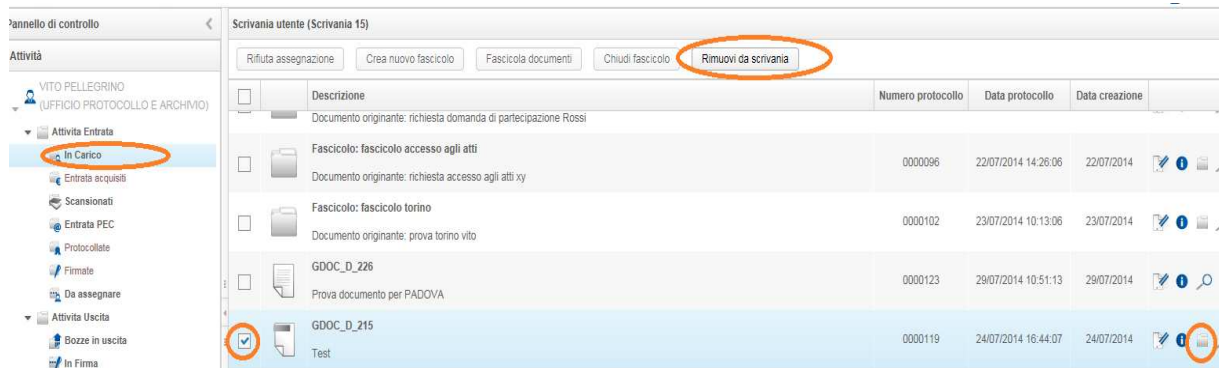 Pannello di controllo
Scrivania utente (Scrivania 15)
Attività
Rifiuta assegnazione
Crea nuovo fascicolo
Fascicola documenti
Chiudi fascicolo
Rimuovi da scrivania
VITO PELLEGRINO
(UFFICIO PROTOCOLLO E ARCHIVIO)
Attivita Entrata
In Carico
Entrata acquisiti
Scansionati
Entrata PEC
Protocollate
Firmate
Da assegnare
Attivita Uscita
Bozze in uscita
In Firma
Descrizione Numero protocollo Data protocollo Data creazione
Documento originante: richiesta domanda di partecipazione Rossi
Fascicolo: fascicolo accesso agli atti
Documento originante: richiesta accesso agli atti xy
0000096 22/07/2014 14:26:06 22/07/2014
Fascicolo: fascicolo torino
Documento originante: prova torino vito
0000102 23/07/2014 10:13:06 23/07/2014
GDOC_D_226
Prova documento per PADOVA
0000123 29/07/2014 10:51:13 29/07/2014
GDOC_D_215
Test
0000119 24/07/2014 16:44:07 24/07/2014